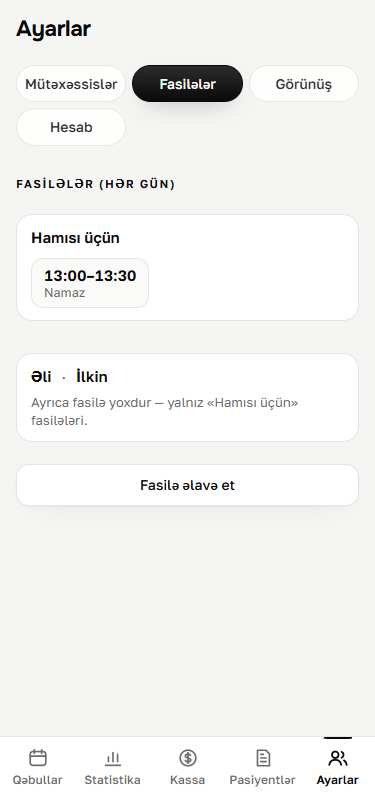 Ayarlar
Mütəxəssislər
Fasilələr
Görünüş
Hesab
FASİLƏLƏR (HƏR GÜN)
Hamısı üçün
13:00–13:30
Namaz
Əli · İlkin
Ayrıca fasilə yoxdur — yalnız «Hamısı üçün»
fasilələri.
Fasilə əlavə et
Qəbullar
Statistika
Kassa
Pasiyentlər
Ayarlar